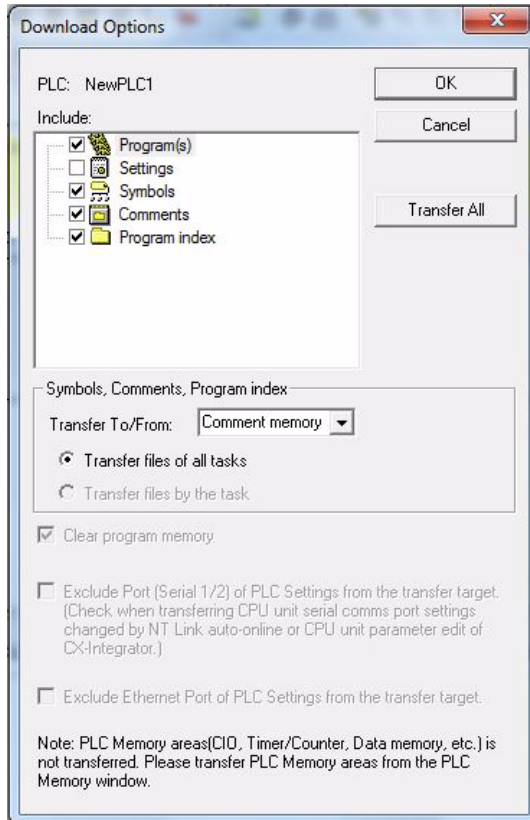 Download Options
PLC: NewPLC1
OK
Include:
Cancel
Program(s)
Settings
Symbols
Transfer All
Comments
Program index
Symbols, Comments, Program index
Transfer To/From: Comment memory
Transfer files of all tasks
Transfer files by the task
Clear program memory
Exclude Port (Serial 1/2) of PLC Settings from the transfer target.
(Check when transferring CPU unit serial comms port settings
changed by NT Link auto-online or CPU unit parameter edit of
CX-Integrator.)
Exclude Ethernet Port of PLC Settings from the transfer target.
Note: PLC Memory areas(CIO, Timer/Counter, Data memory, etc.) is
not transferred. Please transfer PLC Memory areas from the PLC
Memory window.